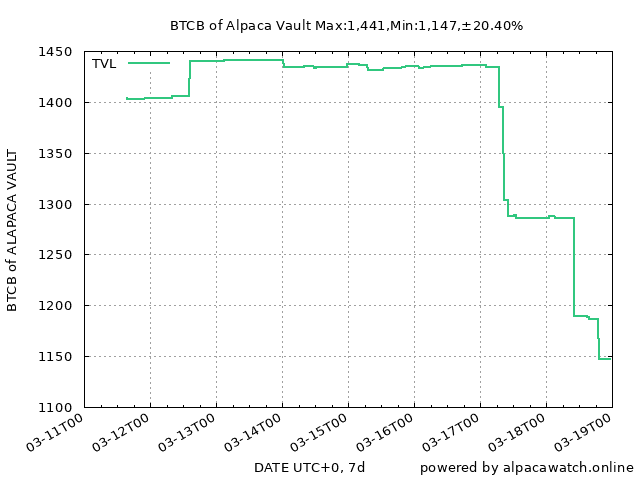 BTCB of Alpaca Vault Max:1,441,Min:1,147,±20.40%
TVL
BTCB of ALAPACA VAULT
1450
1400
1350
1300
1250
1200
1150
1100
03-11T00
03-12T00
03-13T00
03-14T00
03-15T00
03-16T00
03-17T00
03-18T00
03-19T00
DATE UTC+0, 7d
powered by alpacawatch.online